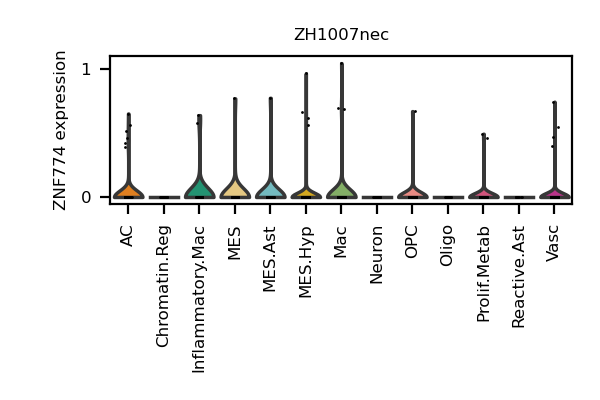 ZH1007nec
ZNF774 expression
1
0
AC
Chromatin.Reg
Inflammatory.Mac
MES
MES.Ast
MES.Hyp
Mac
Neuron
OPC
Oligo
Prolif.Metab
Reactive.Ast
Vasc